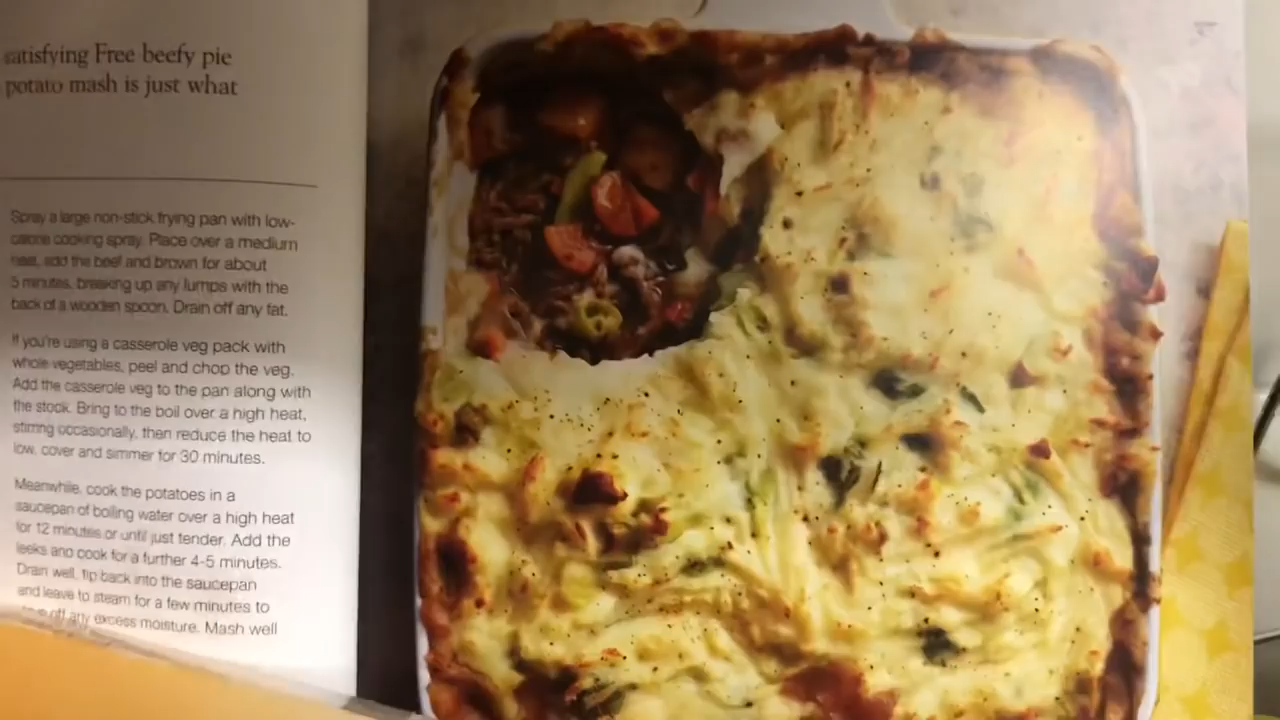 satisfying Free beefy pie
potato mash is just what
Spray a large non-stick frying pan with low-
calorie cooking spray. Place over a medium
heat, add the beef and brown for about
5 minutes, breaking up any lumps with the
back of a wooden spoon. Drain off any fat.
If you're using a casserole veg pack with
whole vegetables, peel and chop the veg.
Add the casserole veg to the pan along with
the stock. Bring to the boil over a high heat,
stirring occasionally, then reduce the heat to
low, cover and simmer for 30 minutes.
Meanwhile, cook the potatoes in a
saucepan of boiling water over a high heat
for 12 minutes or until just tender. Add the
leeks and cook for a further 4-5 minutes.
Drain well, tip back into the saucepan
and leave to steam for a few minutes to
off any excess moisture. Mash well